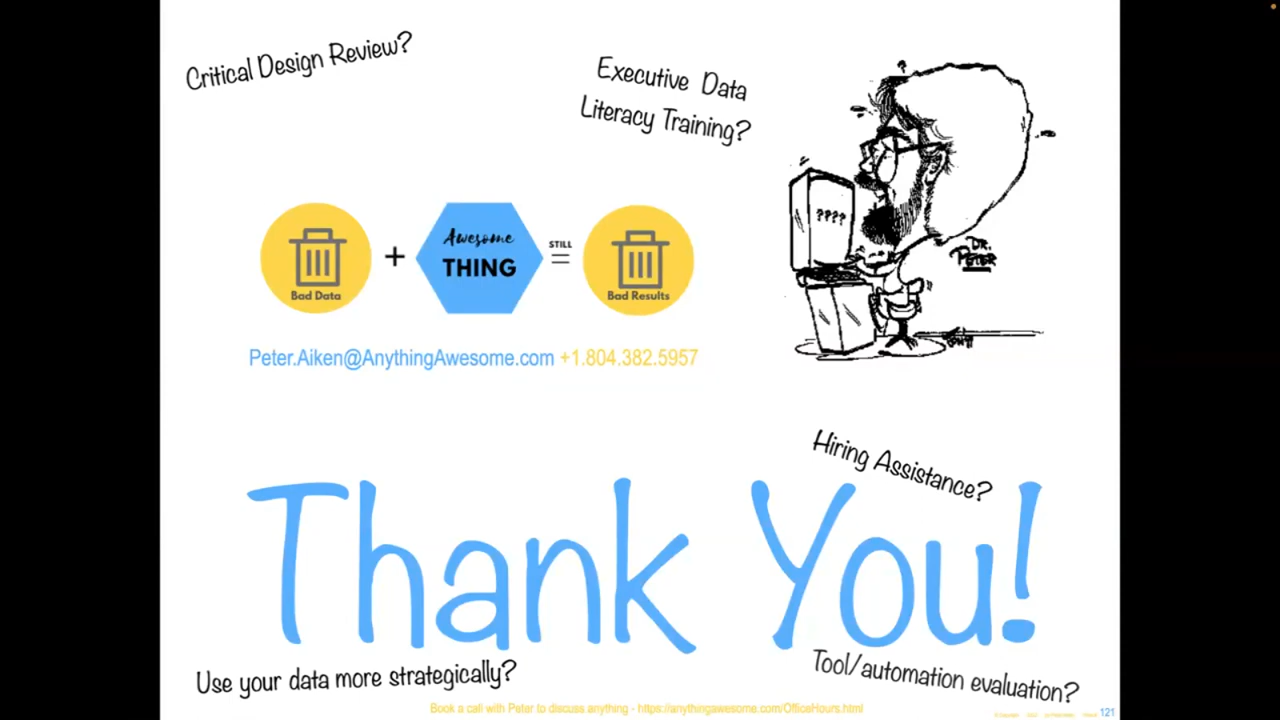 Critical Design Review?
Executive Data
Literacy Training?
????
DR.
PETER
Awesome
THING
+
STILL
=
Bad Data
Bad Results
Peter.Aiken@AnythingAwesome.com +1.804.382.5957
Hiring Assistance?
Thank You!
Use your data more strategically?
Tool/automation evaluation?
Book a call with Peter to discuss anything - https://anythingawesome.com/OfficeHours.html
121